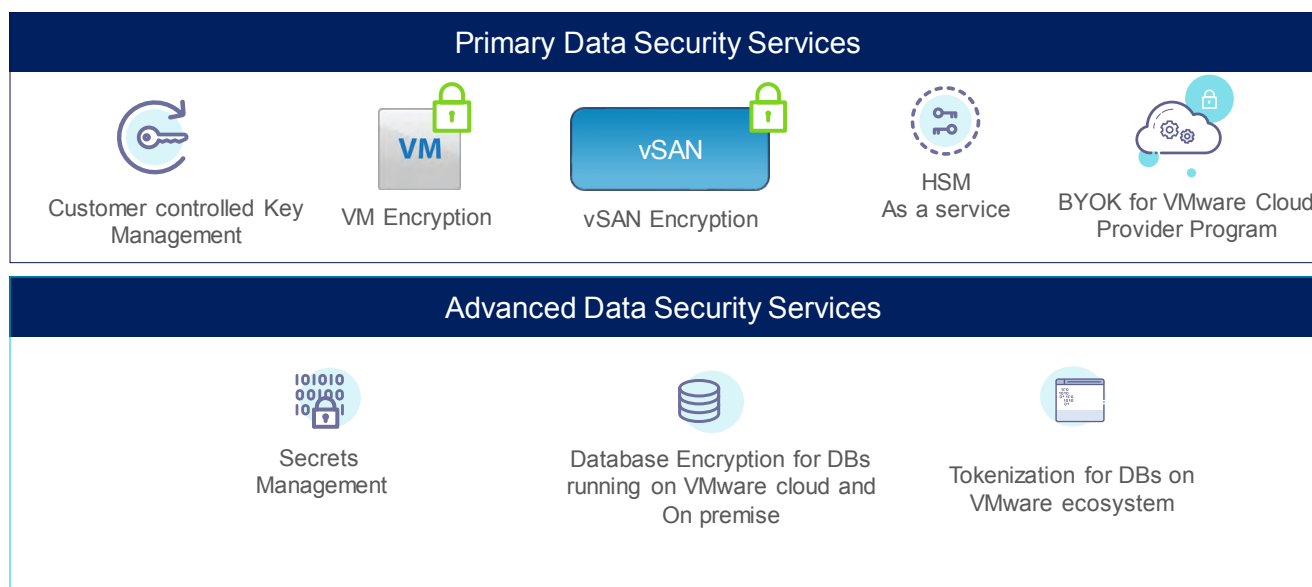 Primary Data Security Services
VM
vSAN
Customer controlled Key
Management
VM Encryption
vSAN Encryption
HSM
As a service
BYOK for VMware Cloud
Provider Program
Advanced Data Security Services
101010
Secrets
Management
Database Encryption for DBs
running on VMware cloud and
On premise
Tokenization for DBs on
VMware ecosystem